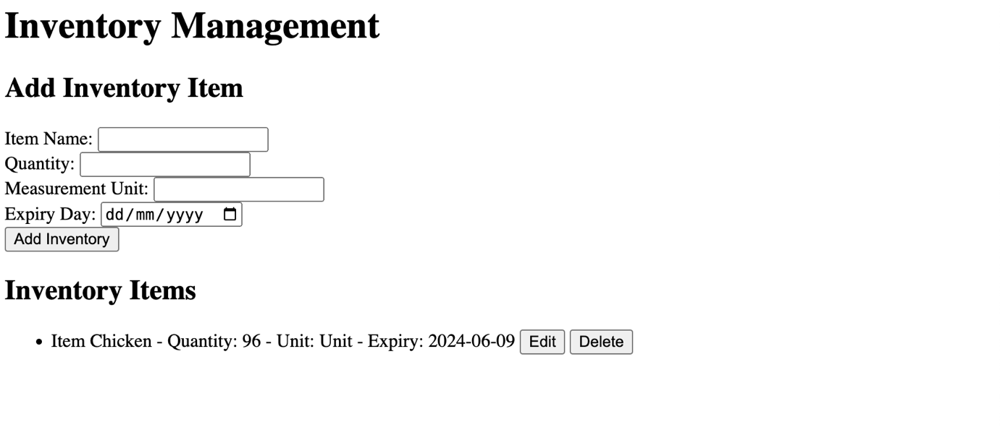 Inventory Management
Add Inventory Item
Item Name:
Quantity:
Measurement Unit:
Expiry Day: dd/mm/yyyy
Add Inventory
Inventory Items
• Item Chicken - Quantity: 96 - Unit: Unit - Expiry: 2024-06-09 Edit Delete